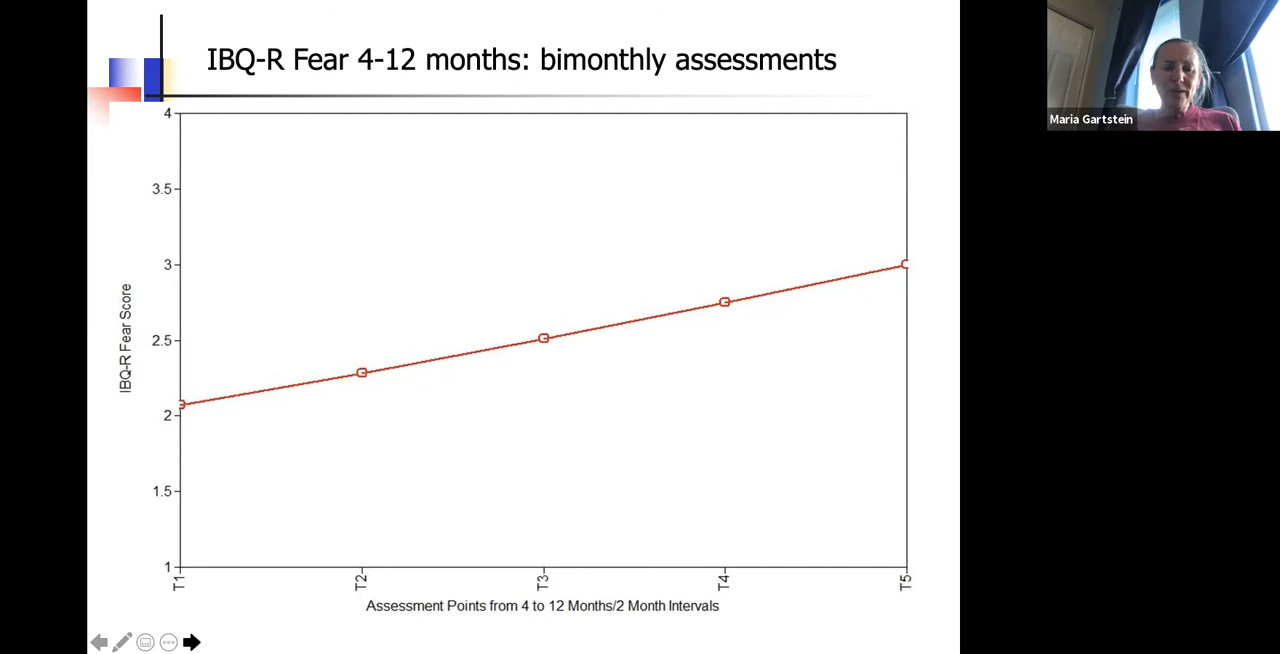 IBQ-R Fear 4-12 months: bimonthly assessments
Maria Gartstein
4
3.5
3
2.5
2
1.5
1
IBQ-R Fear Score
T1
T2
T3
T4
T5
Assessment Points from 4 to 12 Months/2 Month Intervals